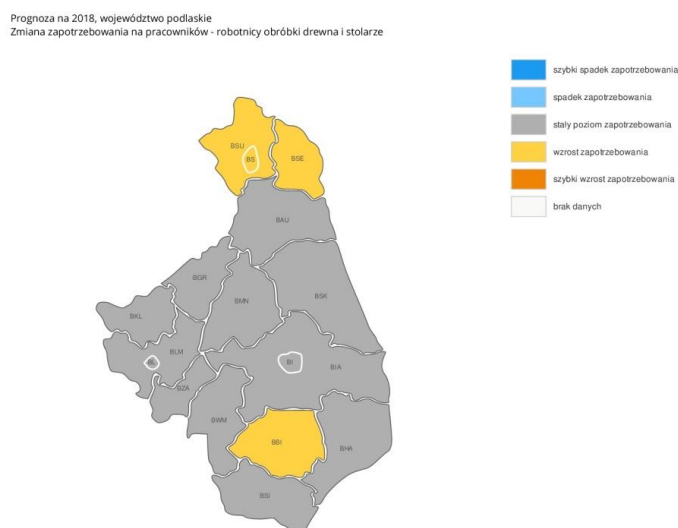 Prognoza na 2018, województwo podlaskie
Zmiana zapotrzebowania na pracowników - robotnicy obróbki drewna i stolarze
szybki spadek zapotrzebowania
spadek zapotrzebowania
stały poziom zapotrzebowania
wzrost zapotrzebowania
szybki wzrost zapotrzebowania
brak danych
BSU
BS
BSE
BAU
BGR
BMN
BSK
BKL
BLM
BL
BI
BIA
BZA
BWM
BBI
BHA
BSI